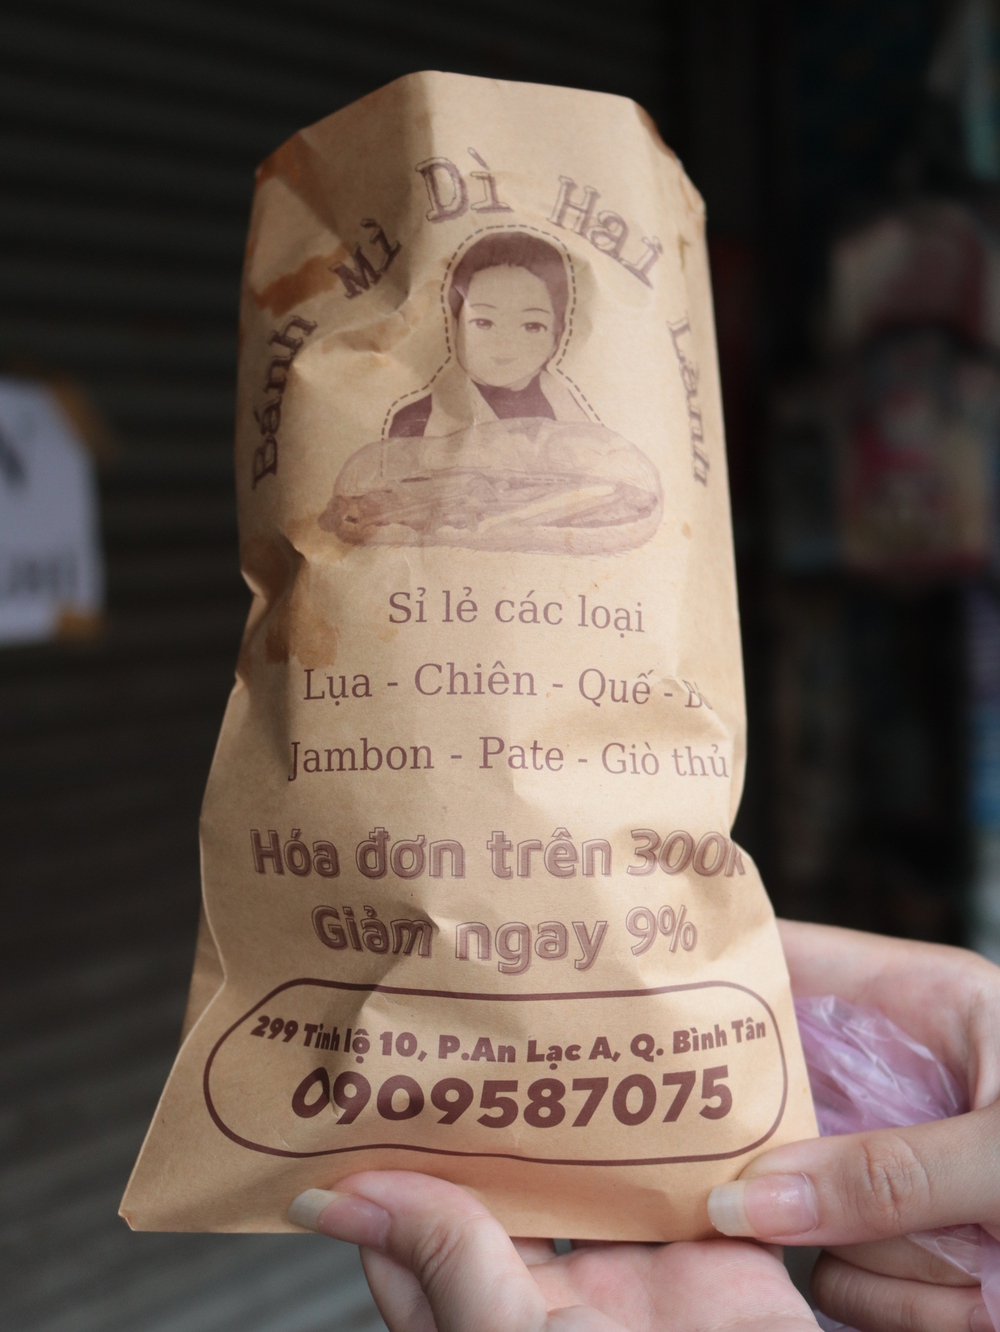 Bánh Mì Dì Hai Lành
Sỉ lẻ các loại
Lụa - Chiên - Quế -
Jambon - Pate - Giò thủ
Hóa đơn trên 300K
Giảm ngay 9%
299 Tỉnh lộ 10, P.An Lạc A, Q. Bình Tân
0909587075